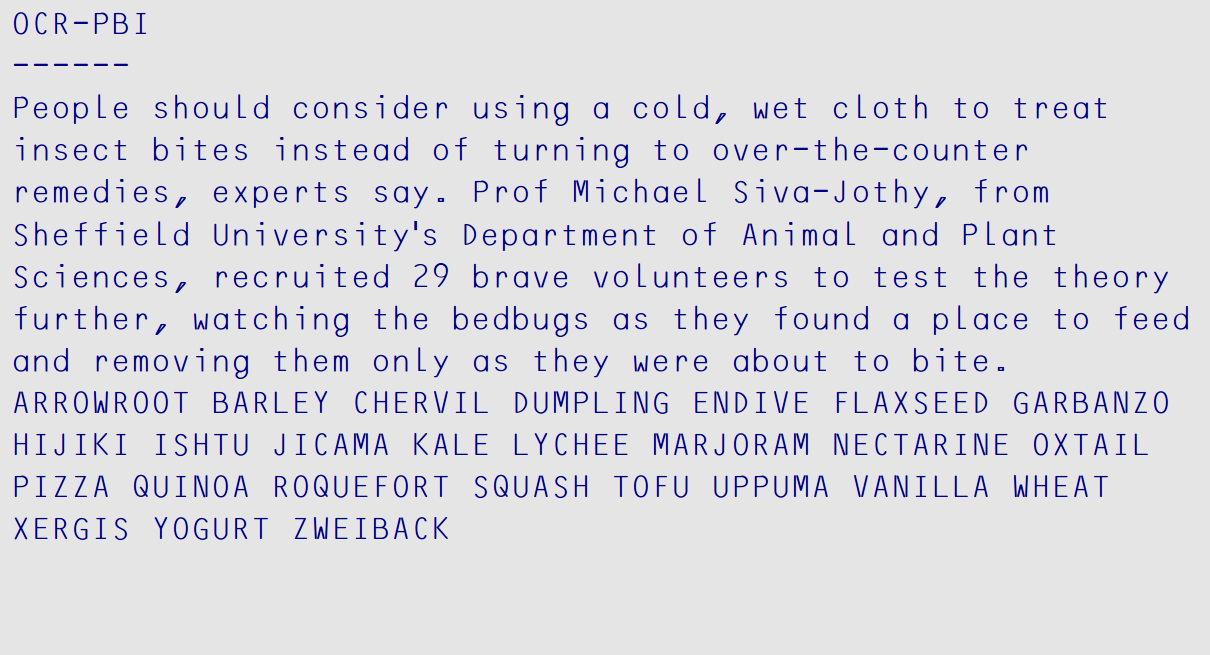 OCR-PBI
------
People should consider using a cold, wet cloth to treat
insect bites instead of turning to over-the-counter
remedies, experts say. Prof Michael Siva-Jothy, from
Sheffield University's Department of Animal and Plant
Sciences, recruited 29 brave volunteers to test the theory
further, watching the bedbugs as they found a place to feed
and removing them only as they were about to bite.
ARROWROOT BARLEY CHERVIL DUMPLING ENDIVE FLAXSEED GARBANZO
HIJIKI ISHTU JICAMA KALE LYCHEE MARJORAM NECTARINE OXTAIL
PIZZA QUINOA ROQUEFORT SQUASH TOFU UPPUMA VANILLA WHEAT
XERGIS YOGURT ZWEIBACK